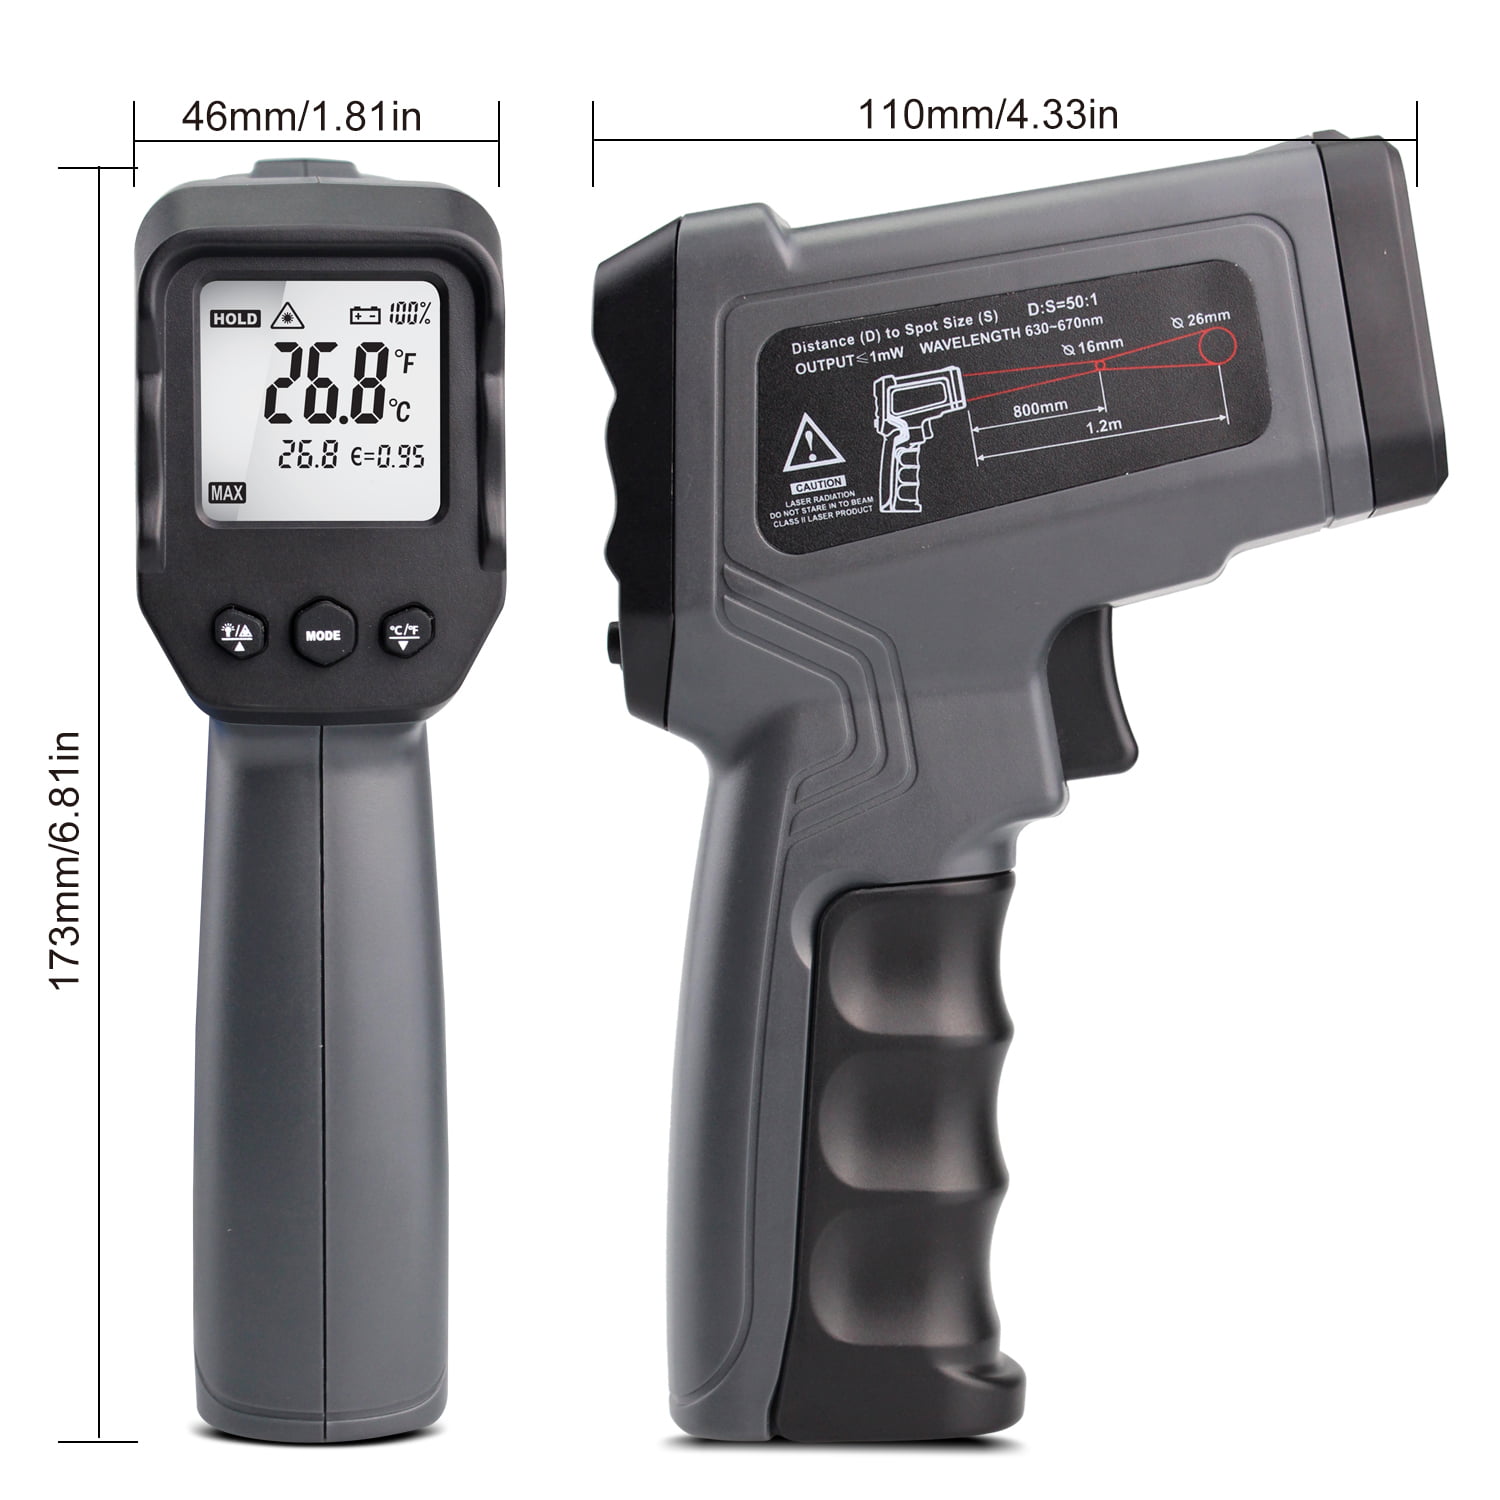 46mm/1.81in
110mm/4.33in
173mm/6.81in
HOLD 100%
26.8 °F
°C
26.8 €=0.95
MAX
MODE
°C/°F
Distance (D) to Spot Size (S) D:S=50:1
OUTPUT≤1mW WAVELENGTH 630~670nm
⌀ 16mm
⌀ 26mm
800mm
1.2m
CAUTION
LASER RADIATION
DO NOT STARE IN TO BEAM
CLASS II LASER PRODUCT